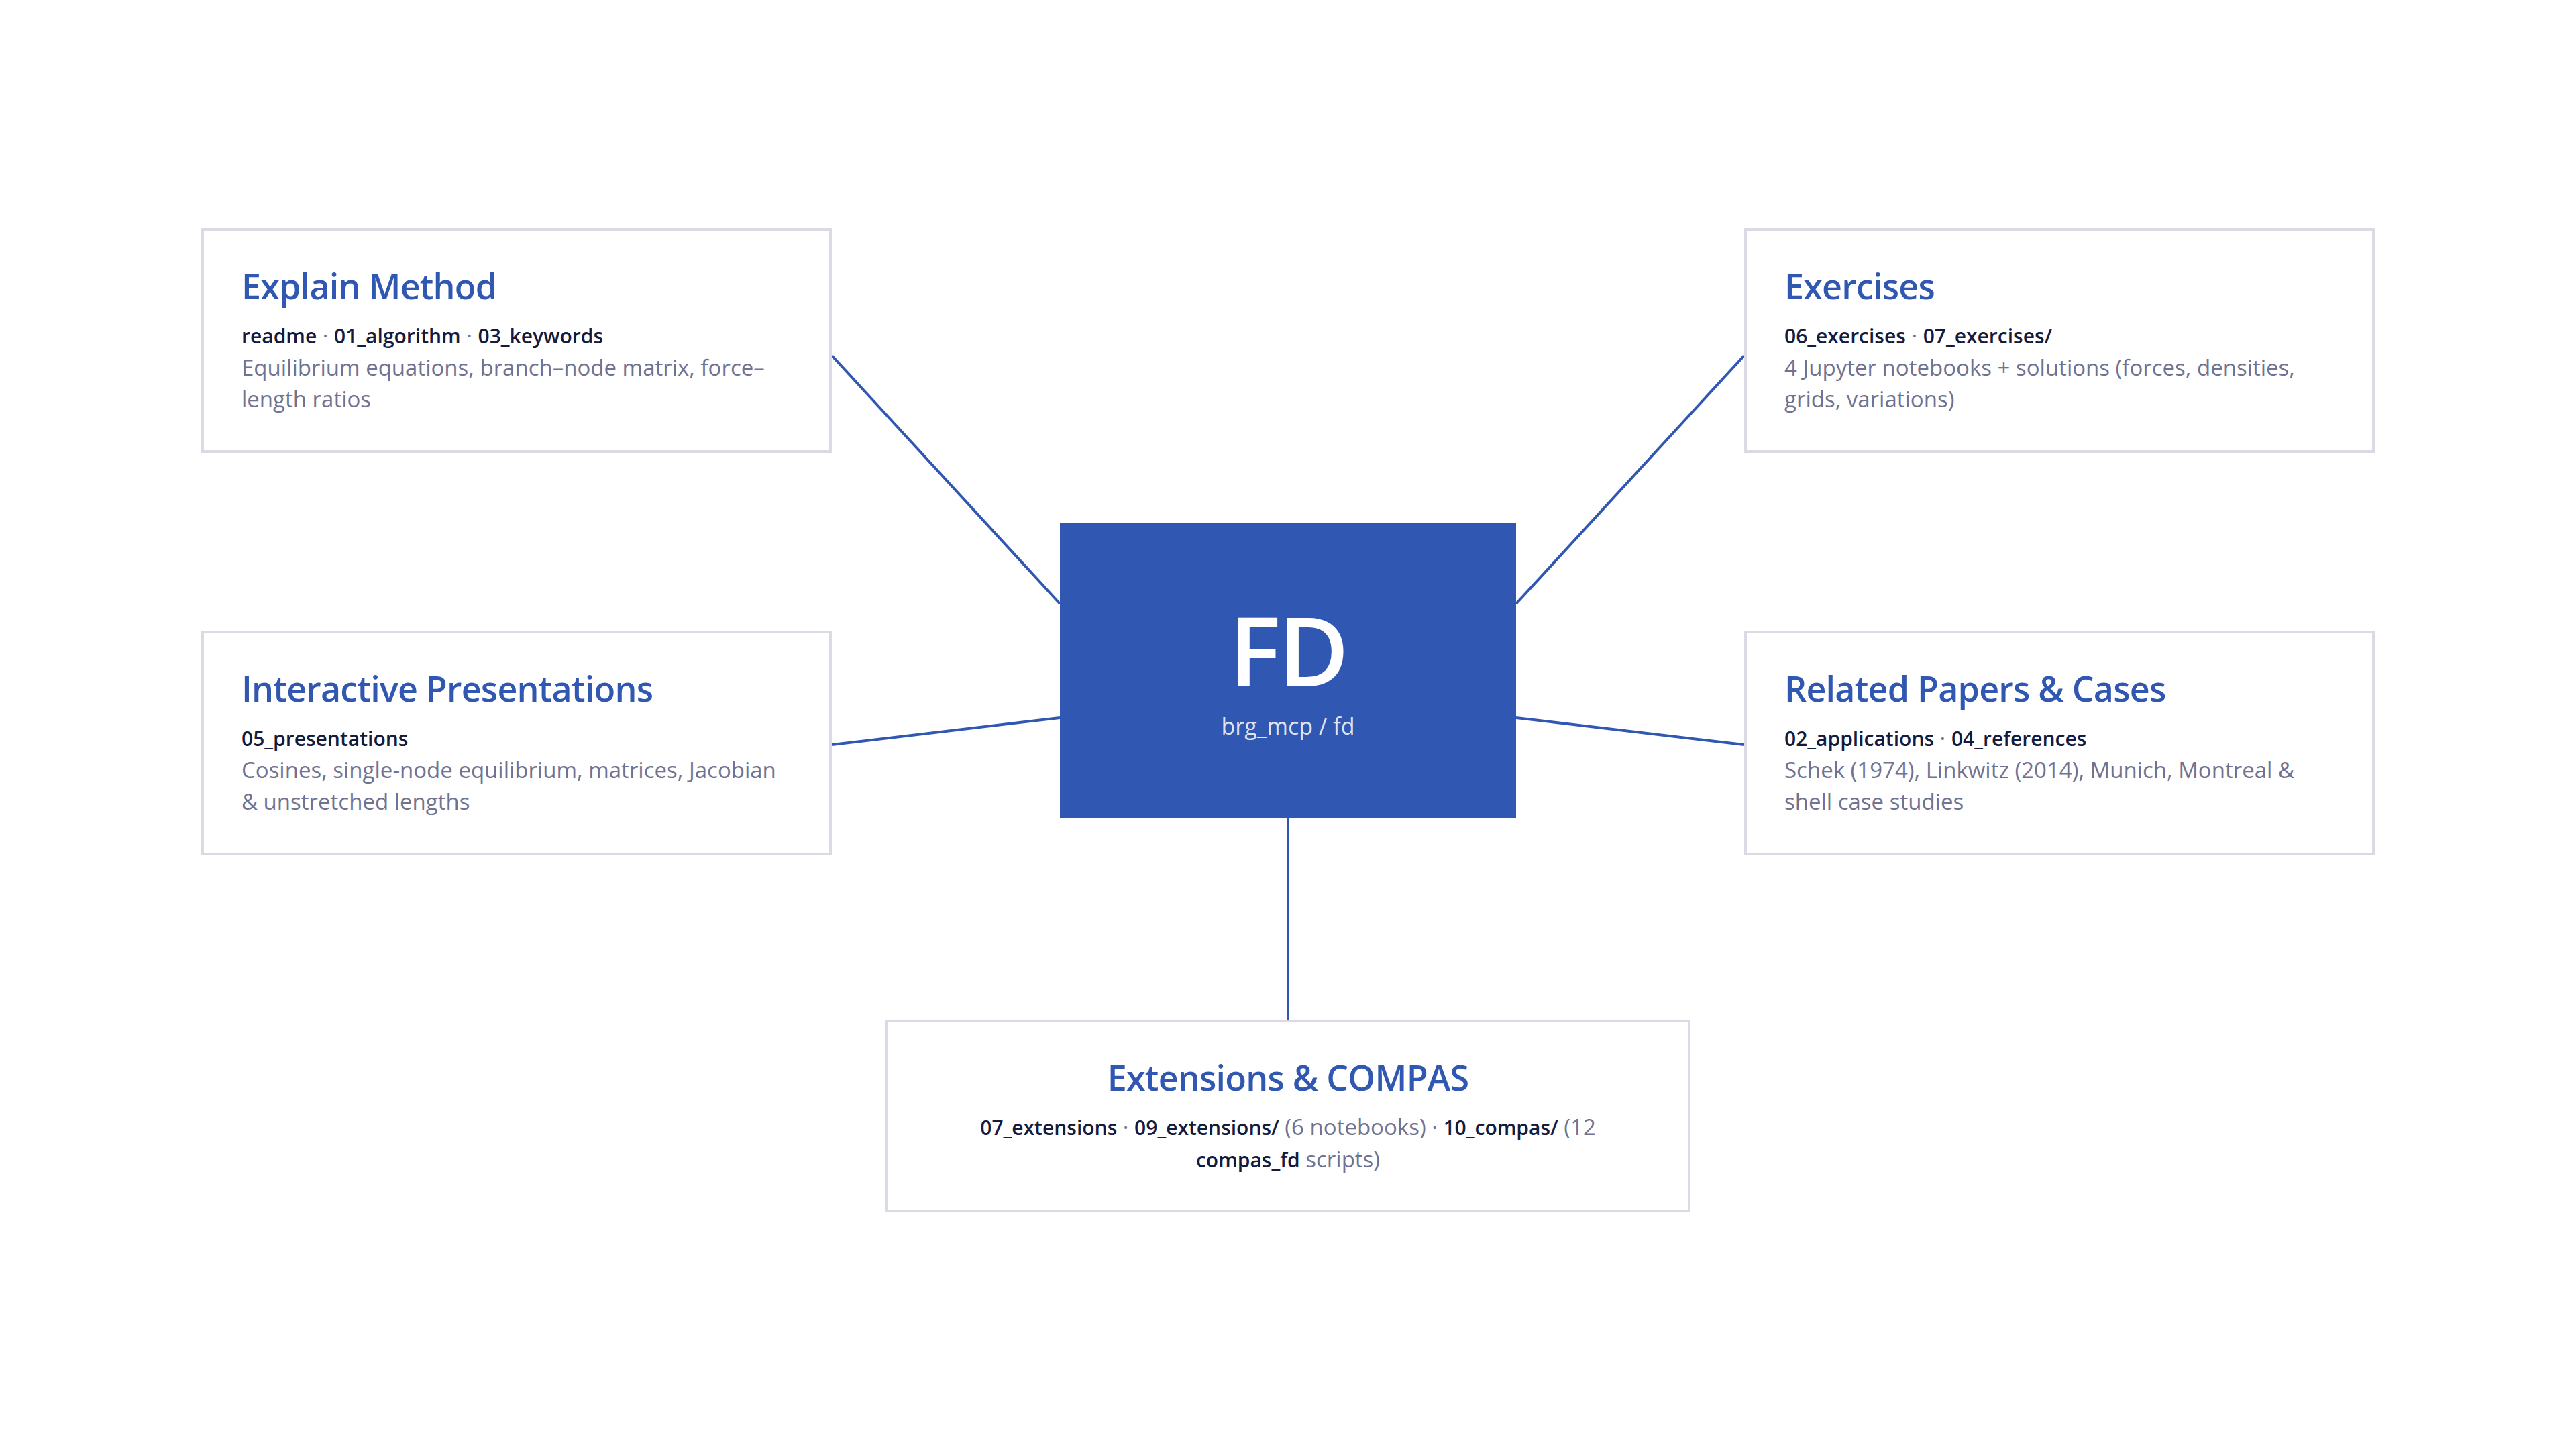 Explain Method
readme · 01_algorithm · 03_keywords
Equilibrium equations, branch–node matrix, force–
length ratios
Exercises
06_exercises · 07_exercises/
4 Jupyter notebooks + solutions (forces, densities,
grids, variations)
FD
brg_mcp / fd
Interactive Presentations
05_presentations
Cosines, single-node equilibrium, matrices, Jacobian
& unstretched lengths
Related Papers & Cases
02_applications · 04_references
Schek (1974), Linkwitz (2014), Munich, Montreal &
shell case studies
Extensions & COMPAS
07_extensions · 09_extensions/ (6 notebooks) · 10_compas/ (12
compas_fd scripts)